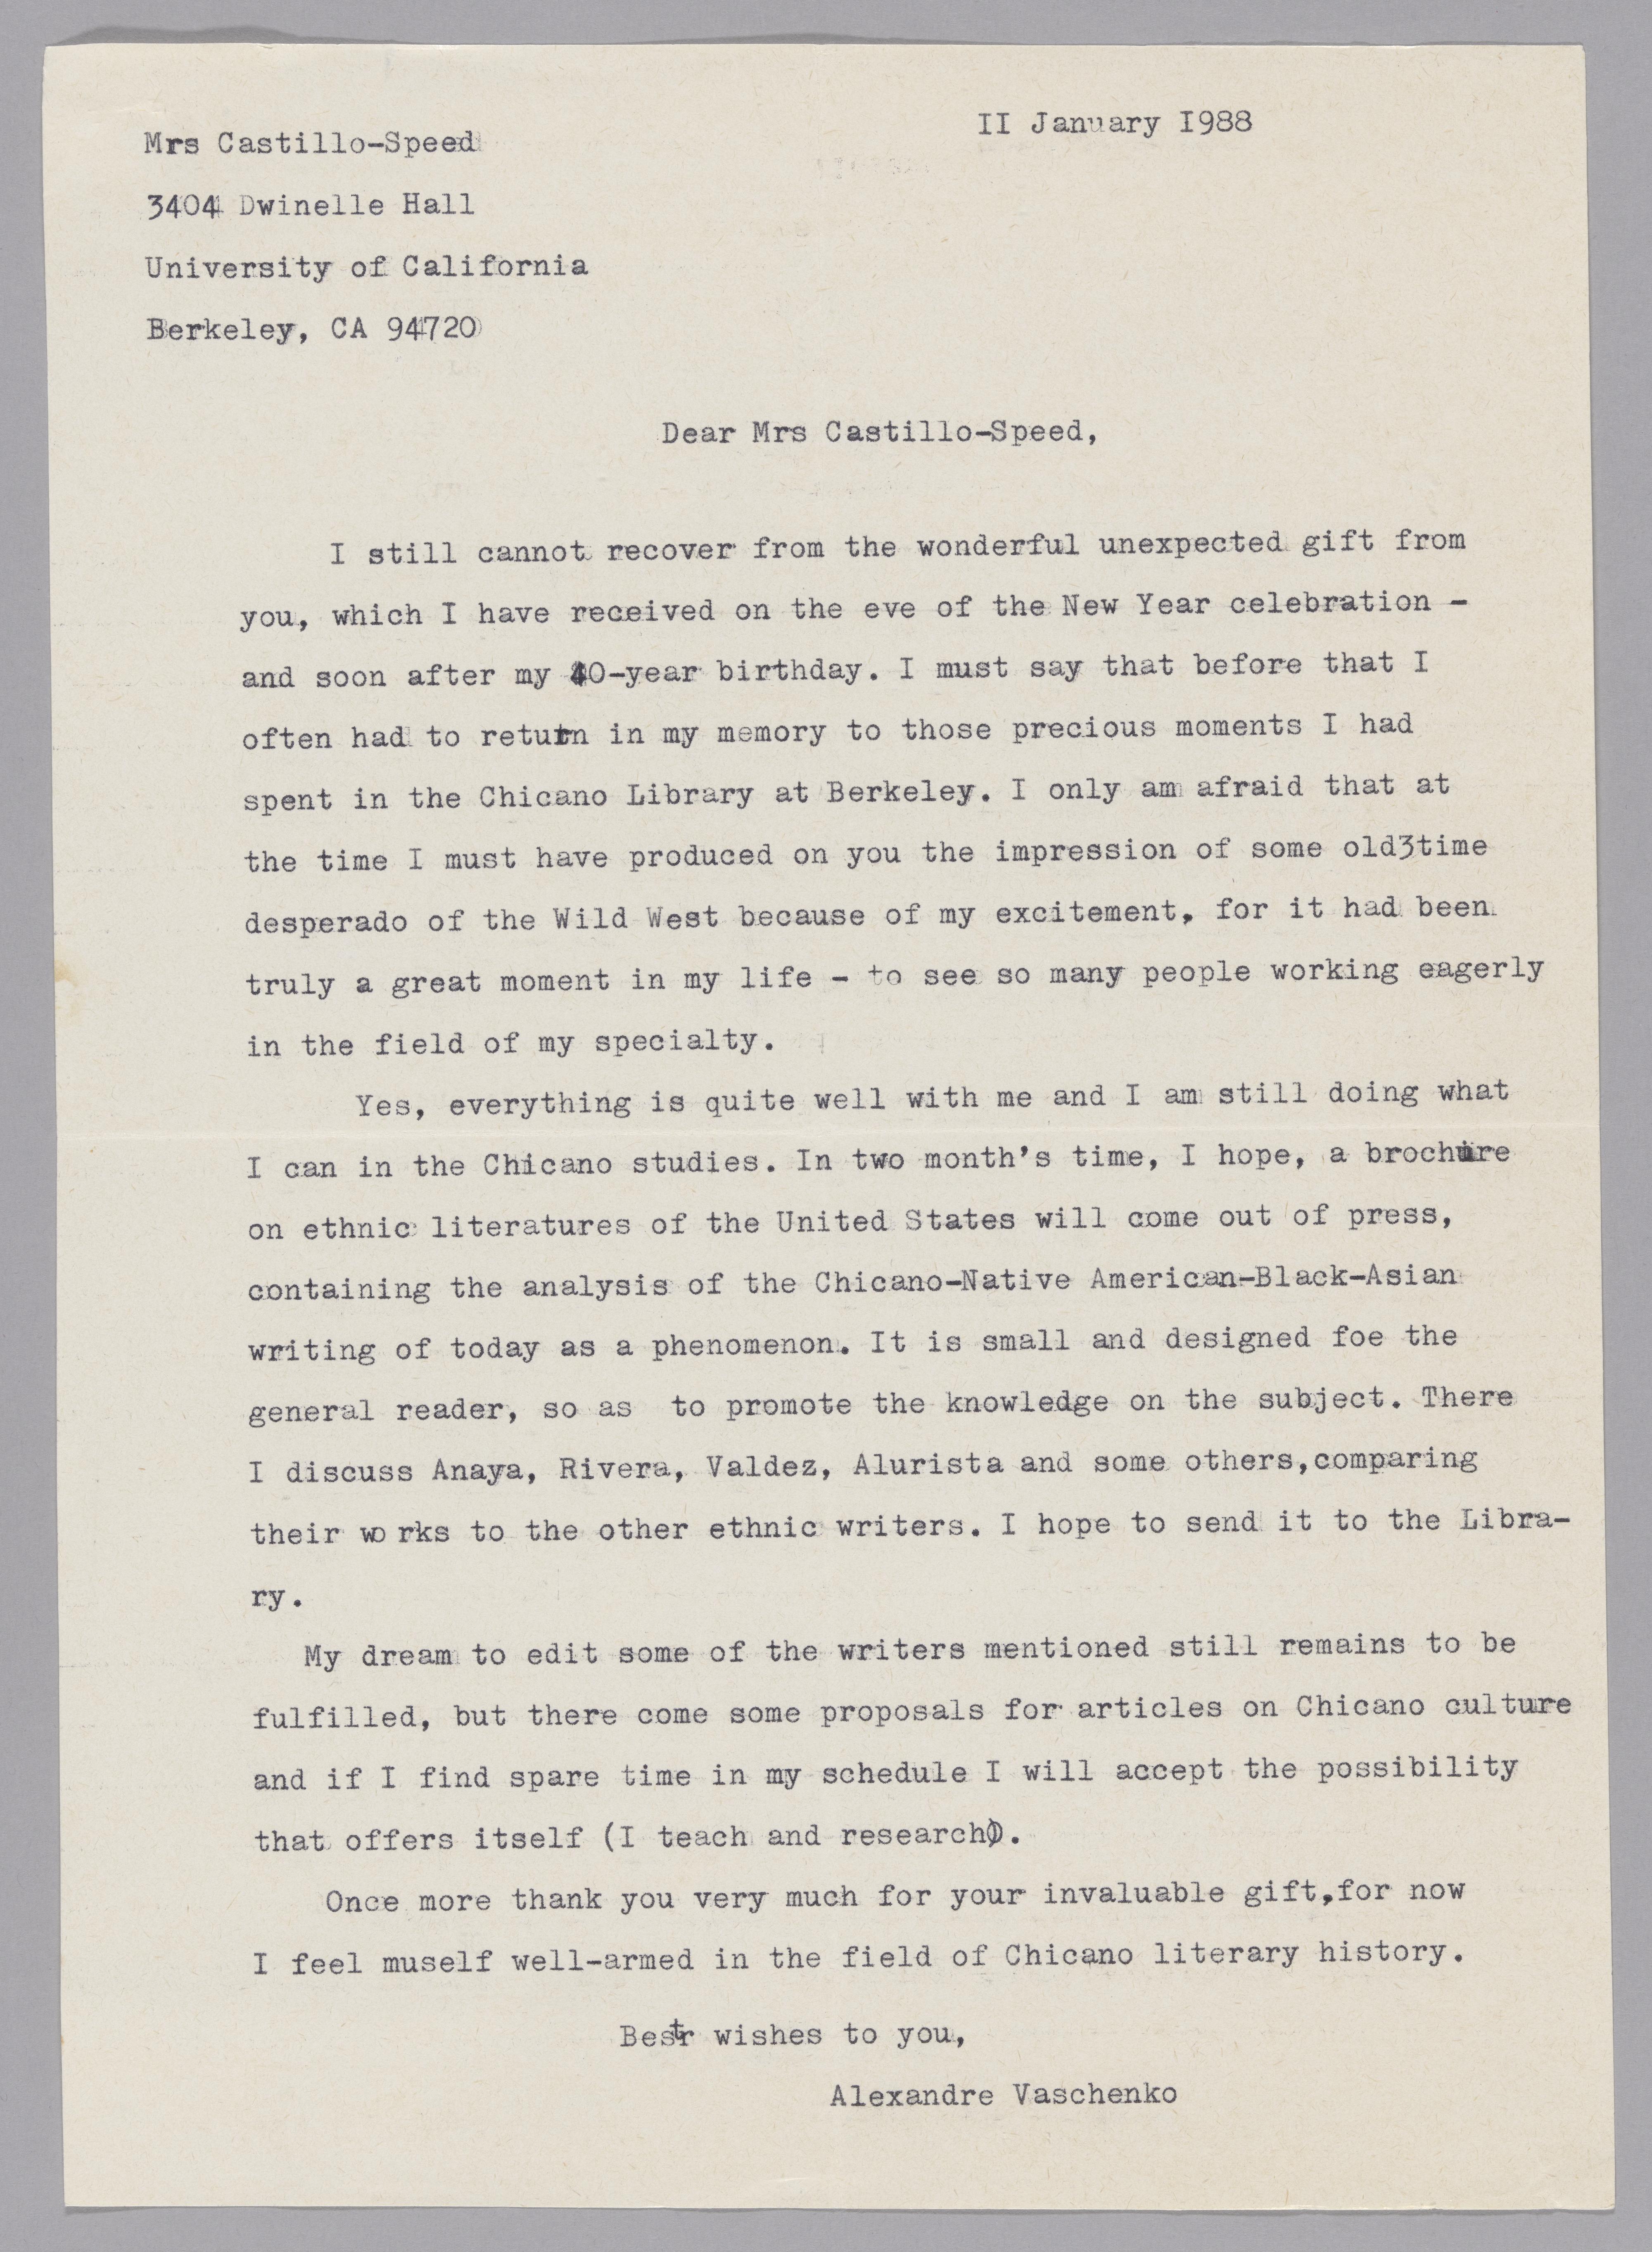 II January I988
Mrs Castillo-Speed
3404 Dwinelle Hall
University of California
Berkeley, CA 94720
Dear Mrs Castillo-Speed,
I still cannot recover from the wonderful unexpected gift from
you, which I have received on the eve of the New Year celebration -
and soon after my 40-year birthday. I must say that before that I
often had to return in my memory to those precious moments I had
spent in the Chicano Library at Berkeley. I only am afraid that at
the time I must have produced on you the impression of some old3time
desperado of the Wild West because of my excitement, for it had been
truly a great moment in my life - to see so many people working eagerly
in the field of my specialty.
Yes, everything is quite well with me and I am still doing what
I can in the Chicano studies. In two month's time, I hope, a brochure
on ethnic literatures of the United States will come out of press,
containing the analysis of the Chicano-Native American-Black-Asian
writing of today as a phenomenon. It is small and designed foe the
general reader, so as  to promote the knowledge on the subject. There
I discuss Anaya, Rivera, Valdez, Alurista and some others,comparing
their wo rks to the other ethnic writers. I hope to send it to the Libra-
ry.
My dream to edit some of the writers mentioned still remains to be
fulfilled, but there come some proposals for articles on Chicano culture
and if I find spare time in my schedule I will accept the possibility
that offers itself (I teach and research).
Once more thank you very much for your invaluable gift,for now
I feel muself well-armed in the field of Chicano literary history.
Bestr wishes to you,
Alexandre Vaschenko